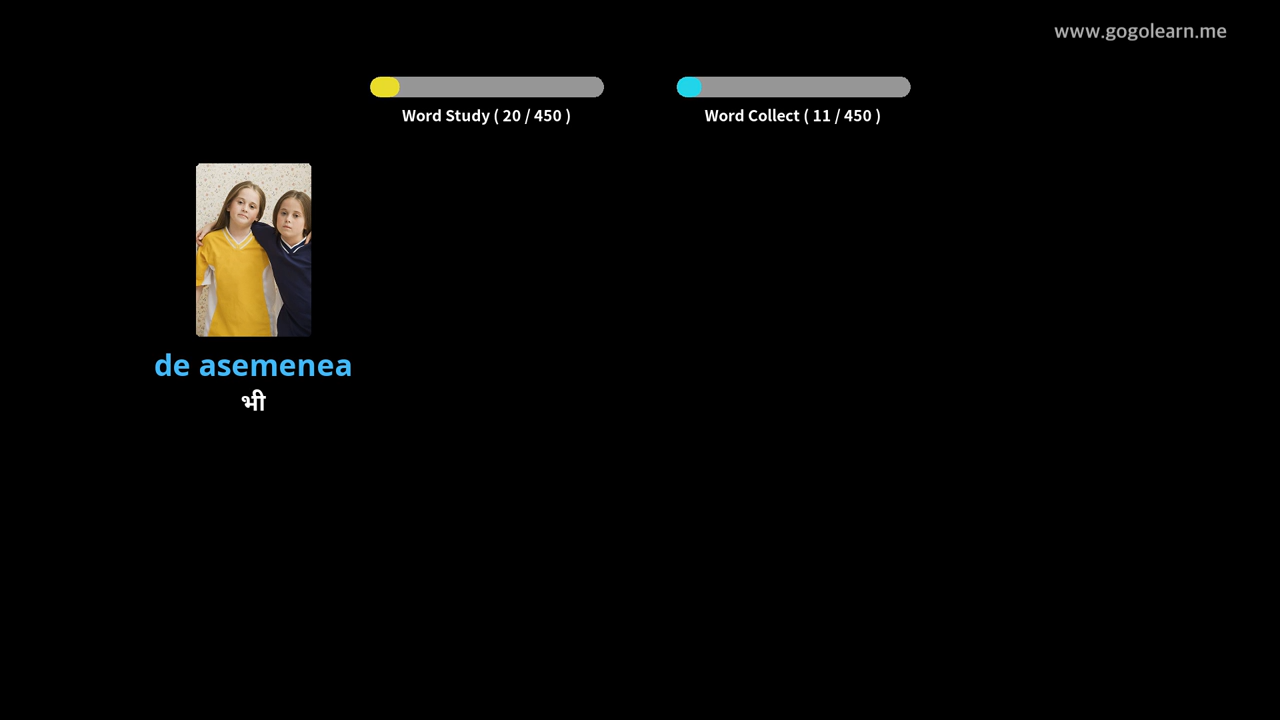 www.gogolearn.me
Word Study ( 20 / 450 )
Word Collect ( 11 / 450 )
de asemenea
भी